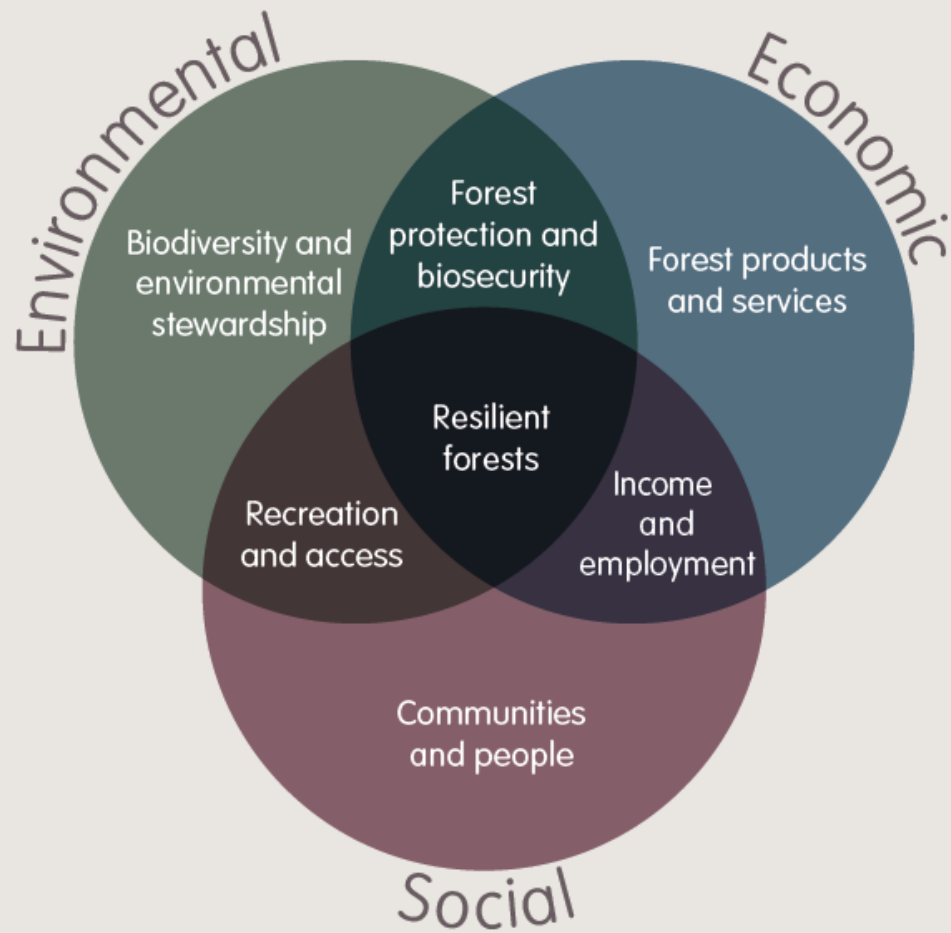 Environmental
Economic
Forest
protection and
biosecurity
Biodiversity and
environmental
stewardship
Forest products
and services
Resilient
forests
Recreation
and access
Income
and
employment
Communities
and people
Social